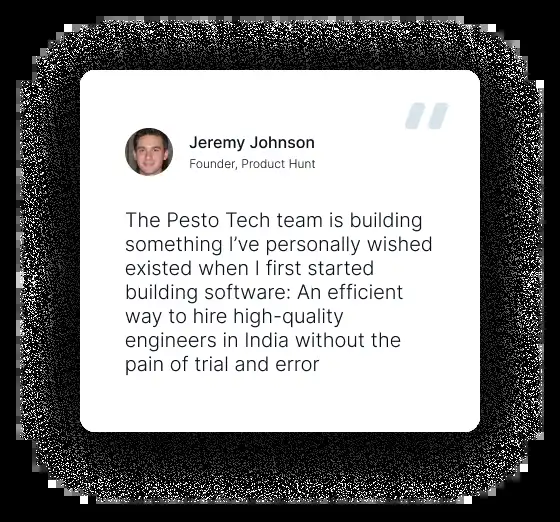 Jeremy Johnson
Founder, Product Hunt
The Pesto Tech team is building
something I’ve personally wished
existed when I first started
building software: An efficient
way to hire high-quality
engineers in India without the
pain of trial and error